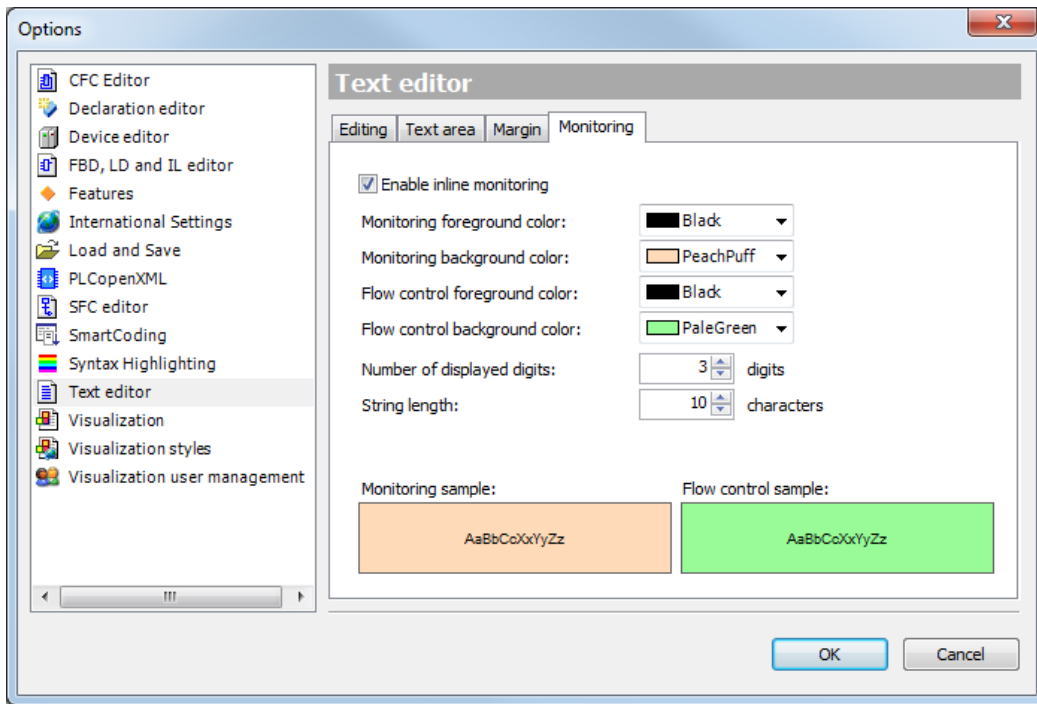 Options
CFC Editor
Declaration editor
Device editor
FBD, LD and IL editor
Features
International Settings
Load and Save
PLCopenXML
SFC editor
SmartCoding
Syntax Highlighting
Text editor
Visualization
Visualization styles
Visualization user management
Text editor
Editing Text area Margin Monitoring
Enable inline monitoring
Monitoring foreground color: Black
Monitoring background color: PeachPuff
Flow control foreground color: Black
Flow control background color: PaleGreen
Number of displayed digits: 3 digits
String length: 10 characters
Monitoring sample: Flow control sample:
AaBbCcXxYyZz AaBbCcXxYyZz
OK Cancel